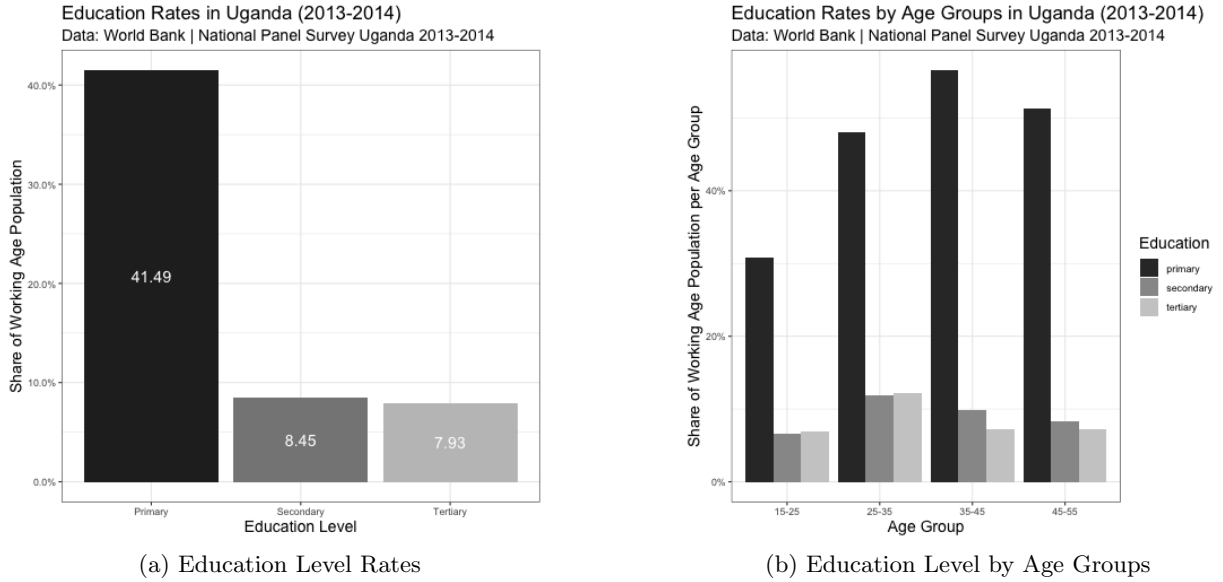 Education Rates in Uganda (2013-2014)
Data: World Bank | National Panel Survey Uganda 2013-2014
Share of Working Age Population
40.0%
30.0%
20.0%
10.0%
0.0%
41.49
8.45
7.93
Primary
Secondary
Tertiary
Education Level
(a) Education Level Rates
Education Rates by Age Groups in Uganda (2013-2014)
Data: World Bank | National Panel Survey Uganda 2013-2014
Share of Working Age Population per Age Group
40%
20%
0%
15-25
25-35
35-45
45-55
Age Group
Education
primary
secondary
tertiary
(b) Education Level by Age Groups